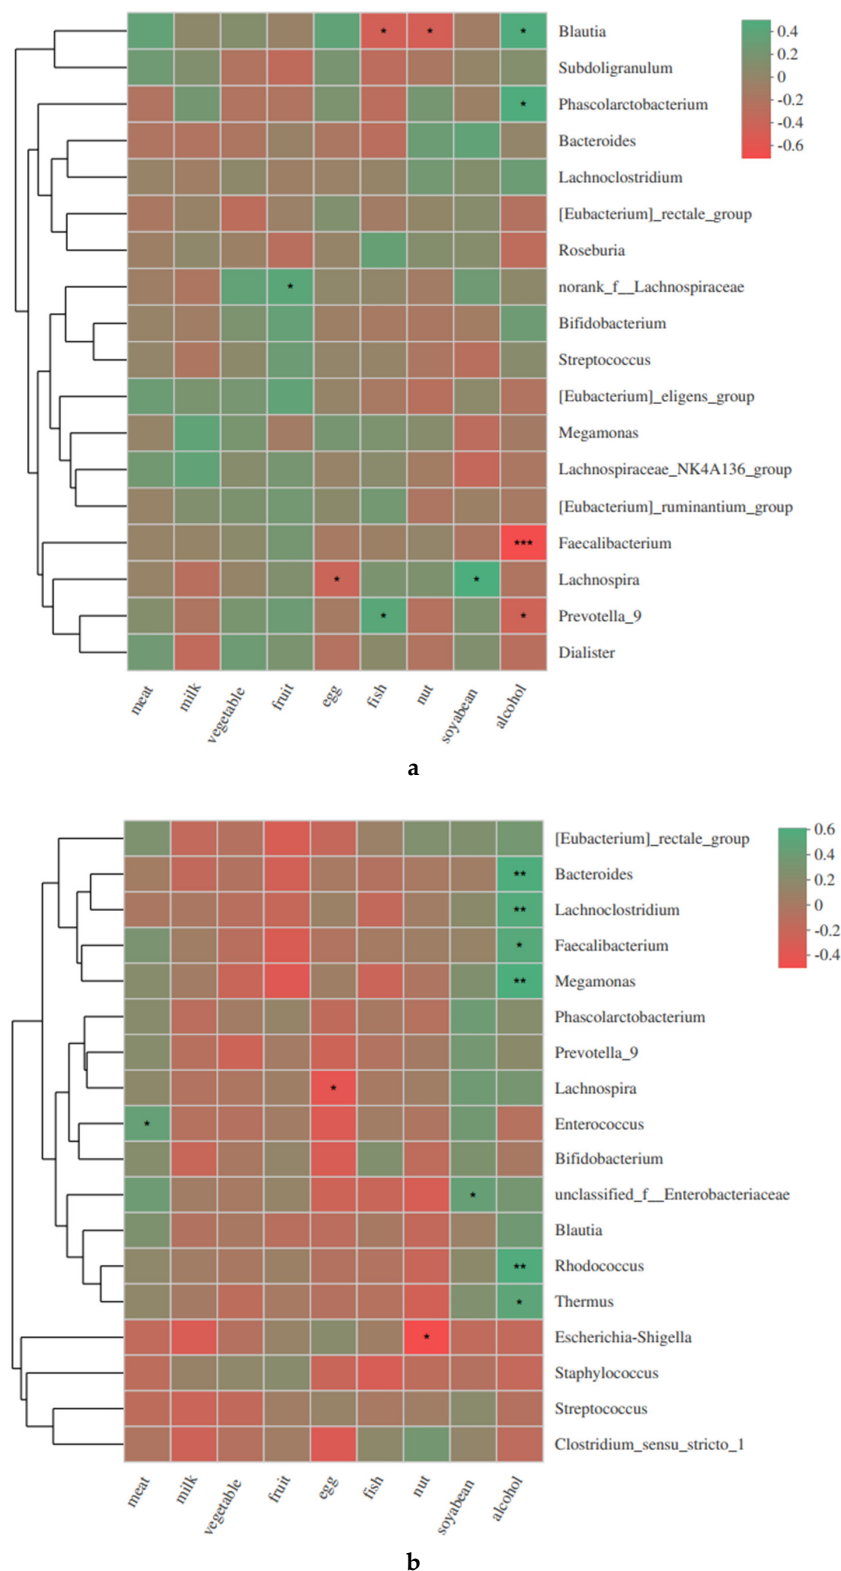 Blautia * * *
Subdoligranulum
Phascolarctobacterium *
Bacteroides
Lachnoclostridium
[Eubacterium]_rectale_group
Roseburia
norank_f__Lachnospiraceae *
Bifidobacterium
Streptococcus
[Eubacterium]_eligens_group
Megamonas
Lachnospiraceae_NK4A136_group
[Eubacterium]_ruminantium_group
Faecalibacterium ***
Lachnospira * *
Prevotella_9 * *
Dialister
0.4
0.2
0
-0.2
-0.4
-0.6
meat milk vegetable fruit egg fish nut soyabean alcohol
a
[Eubacterium]_rectale_group
Bacteroides **
Lachnoclostridium **
Faecalibacterium *
Megamonas **
Phascolarctobacterium
Prevotella_9
Lachnospira *
Enterococcus *
Bifidobacterium
unclassified_f__Enterobacteriaceae *
Blautia
Rhodococcus **
Thermus *
Escherichia-Shigella *
Staphylococcus
Streptococcus
Clostridium_sensu_stricto_1
0.6
0.4
0.2
0
-0.2
-0.4
meat milk vegetable fruit egg fish nut soyabean alcohol
b